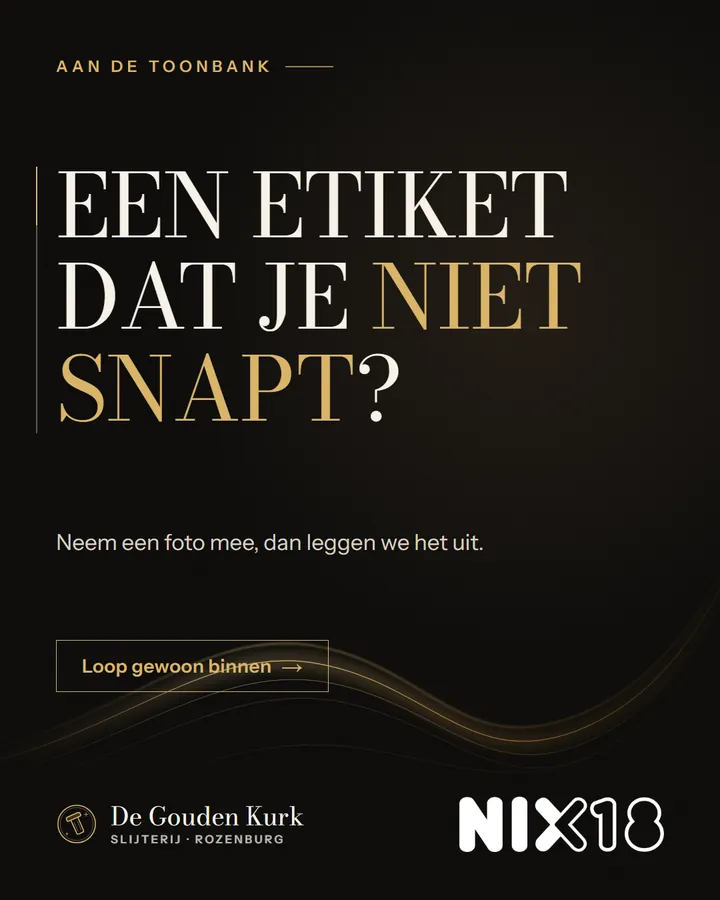 AAN DE TOONBANK
EEN ETIKET
DAT JE NIET
SNAPT?
Neem een foto mee, dan leggen we het uit.
Loop gewoon binnen →
De Gouden Kurk
SLIJTERIJ · ROZENBURG
NIX18